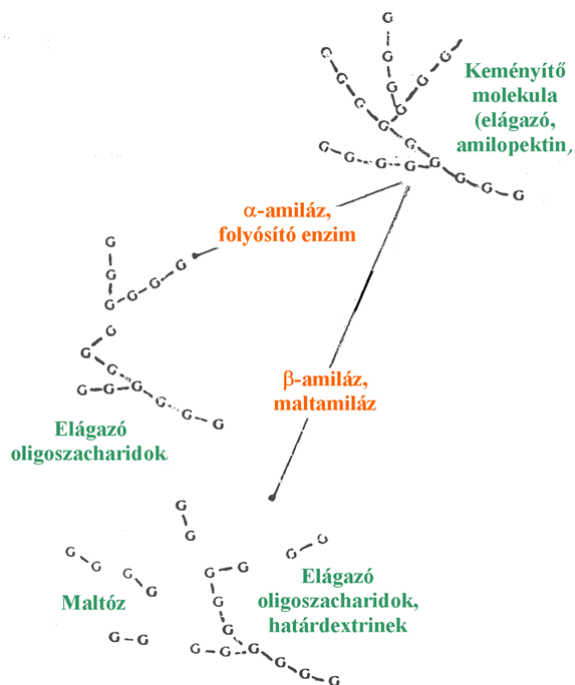 Keményítő
molekula
(elágazó,
amilopektin,
α-amiláz,
folyósító enzim
β-amiláz,
maltamiláz
Elágazó
oligoszacharidok
Maltóz
Elágazó
oligoszacharidok,
határdextrinek